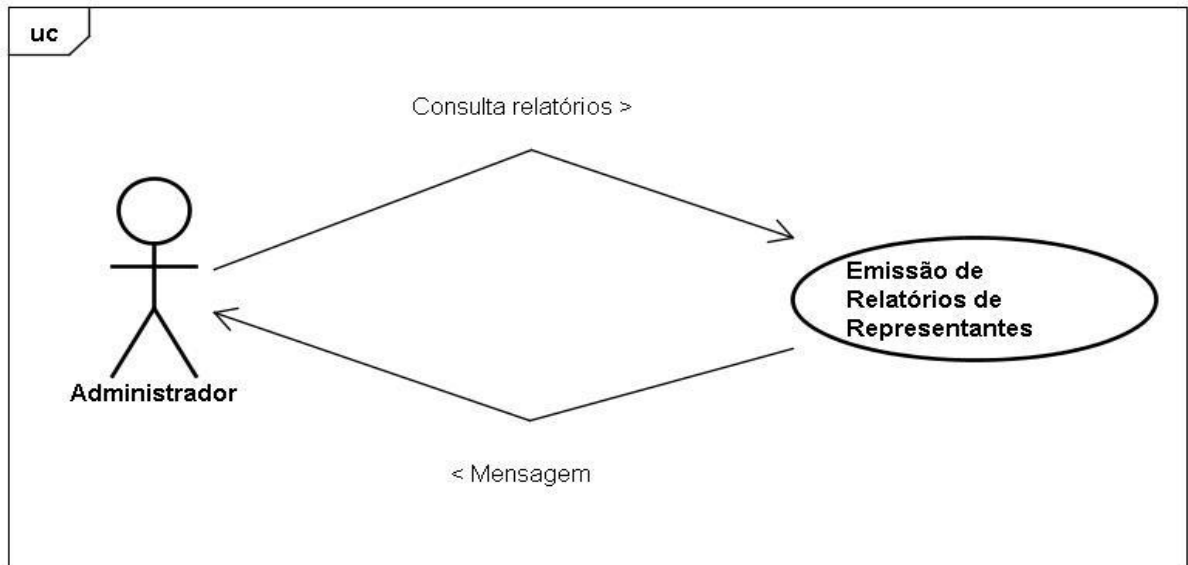 uc
Consulta relatórios >
Administrador
Emissão de
Relatórios de
Representantes
< Mensagem